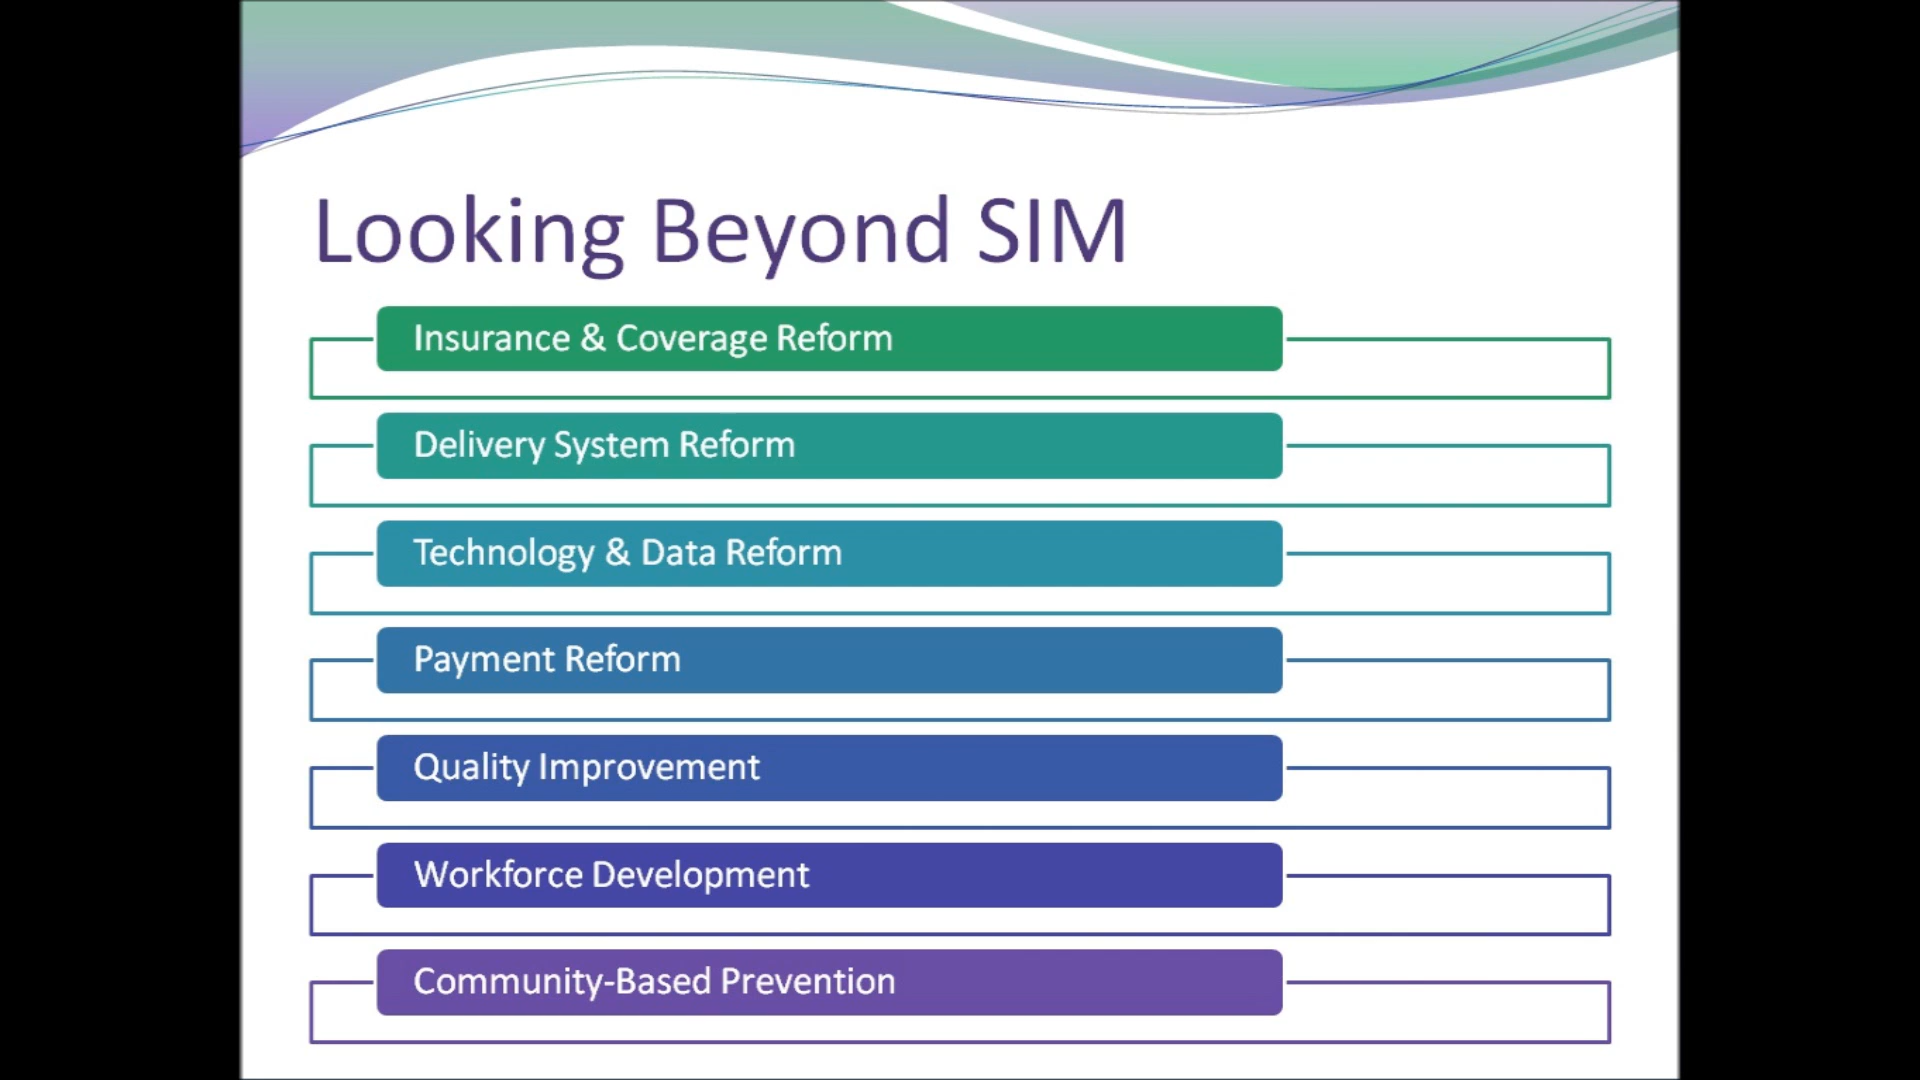 Looking Beyond SIM
Insurance & Coverage Reform
Delivery System Reform
Technology & Data Reform
Payment Reform
Quality Improvement
Workforce Development
Community-Based Prevention